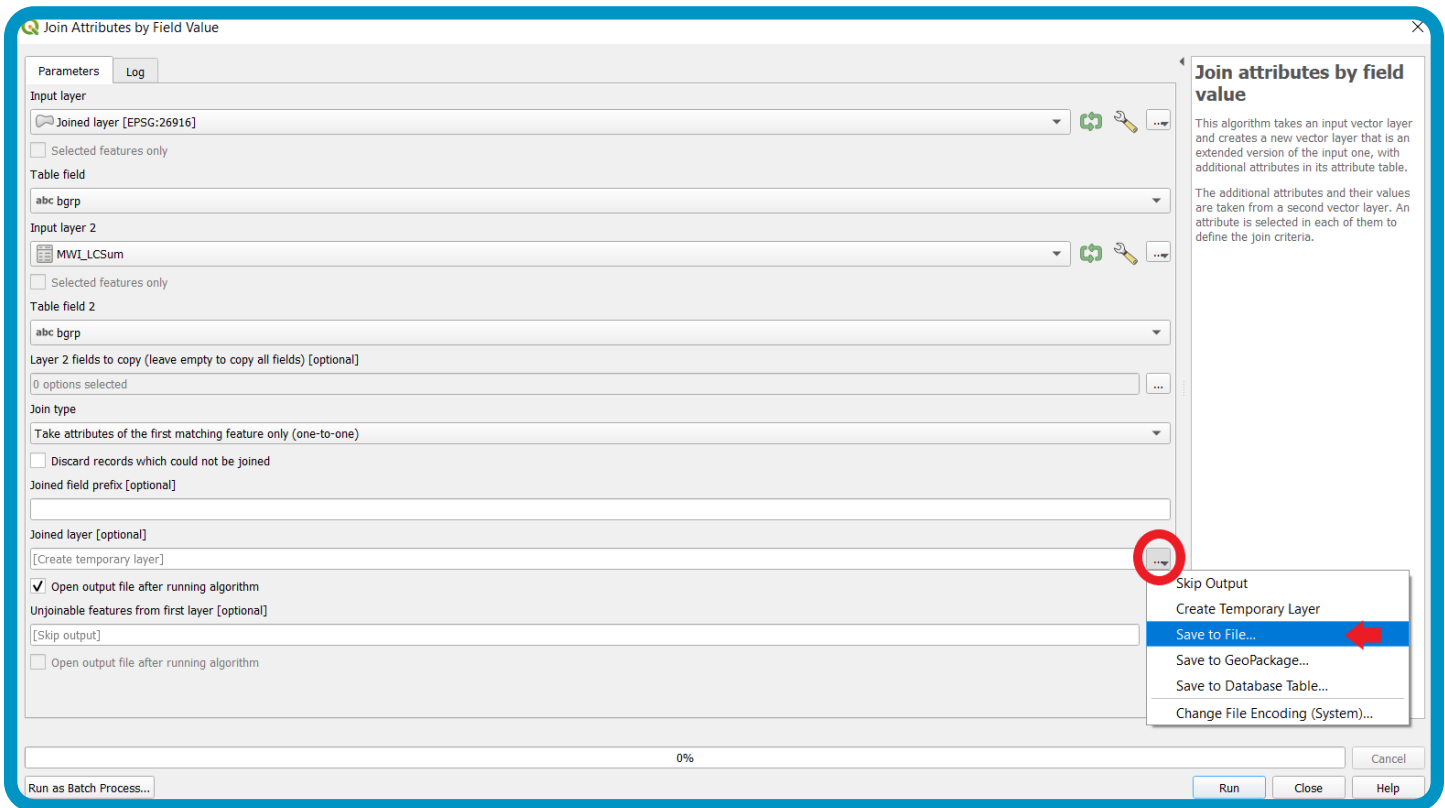 Join Attributes by Field Value
Parameters
Log
Input layer
Joined layer [EPSG:26916]
...
Selected features only
Table field
abc bgrp
Input layer 2
MWI_LCSum
...
Selected features only
Table field 2
abc bgrp
Layer 2 fields to copy (leave empty to copy all fields) [optional]
0 options selected
...
Join type
Take attributes of the first matching feature only (one-to-one)
Discard records which could not be joined
Joined field prefix [optional]
Joined layer [optional]
[Create temporary layer]
...
Open output file after running algorithm
Unjoinable features from first layer [optional]
[Skip output]
Open output file after running algorithm
Skip Output
Create Temporary Layer
Save to File...
Save to GeoPackage...
Save to Database Table...
Change File Encoding (System)...
Join attributes by field
value
This algorithm takes an input vector layer
and creates a new vector layer that is an
extended version of the input one, with
additional attributes in its attribute table.
The additional attributes and their values
are taken from a second vector layer. An
attribute is selected in each of them to
define the join criteria.
0%
Cancel
Run as Batch Process...
Run
Close
Help